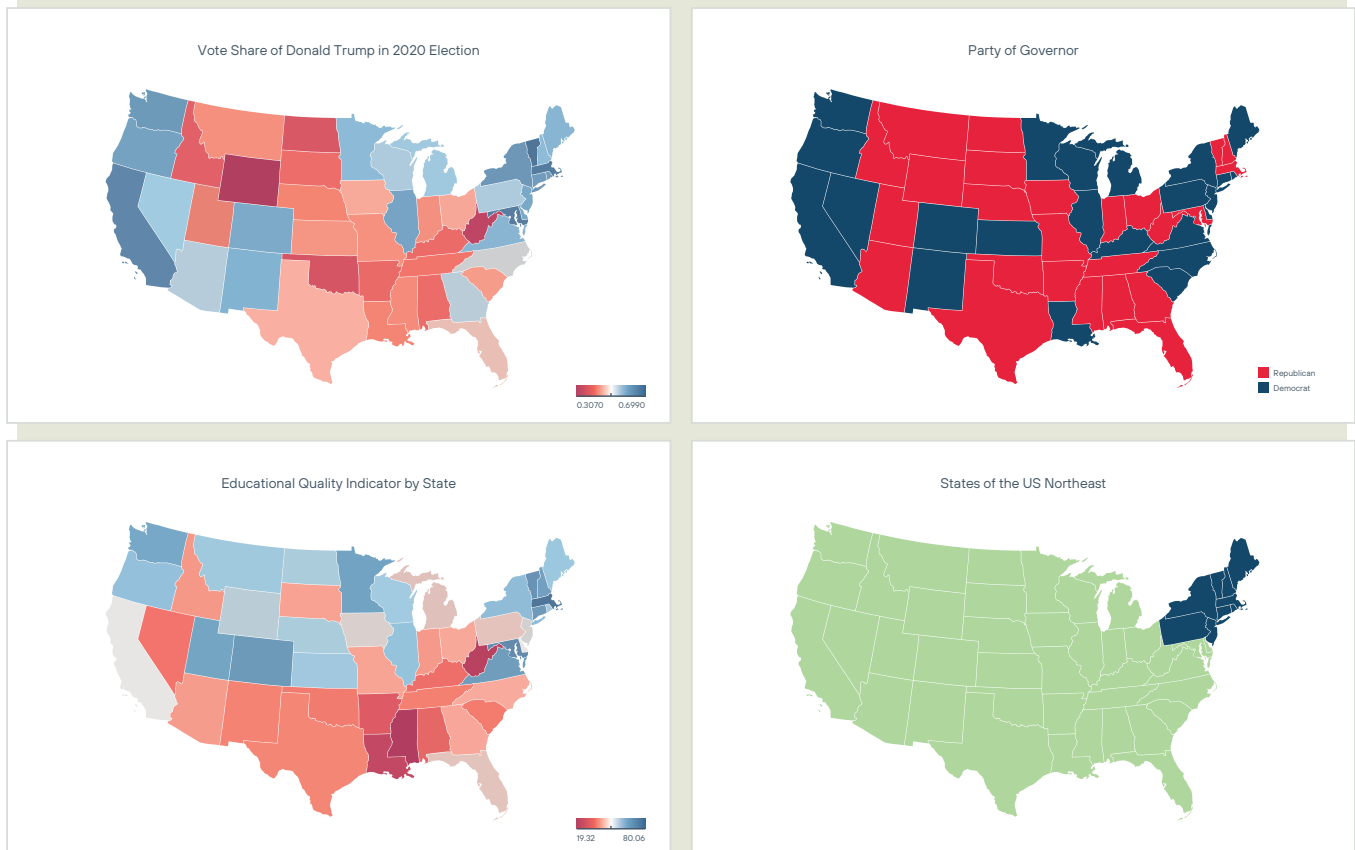 Vote Share of Donald Trump in 2020 Election
0.3070 0.6990
Party of Governor
Republican
Democrat
Educational Quality Indicator by State
19.32 80.06
States of the US Northeast